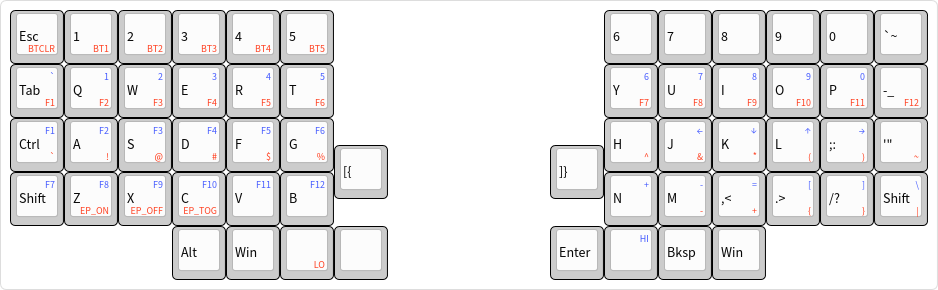 Esc BTCLR 1 BT1 2 BT2 3 BT3 4 BT4 5 BT5 6 7 8 9 0 `~
` 1 2 3 4 5 6 7 8 9 0
Tab Q W E R T Y U I O P -_
F1 F2 F3 F4 F5 F6 F7 F8 F9 F10 F11 F12
F1 F2 F3 F4 F5 F6 ← ↓ ↑ →
Ctrl A S D F G H J K L ;: '"
` ! @ # $ % ^ & * ( ) ~
[{ ]}
F7 F8 F9 F10 F11 F12 + - = [ ] \
Shift Z X C V B N M ,< .> /? Shift
EP_ON EP_OFF EP_TOG - + { } |
HI
Alt Win Enter Bksp Win
LO